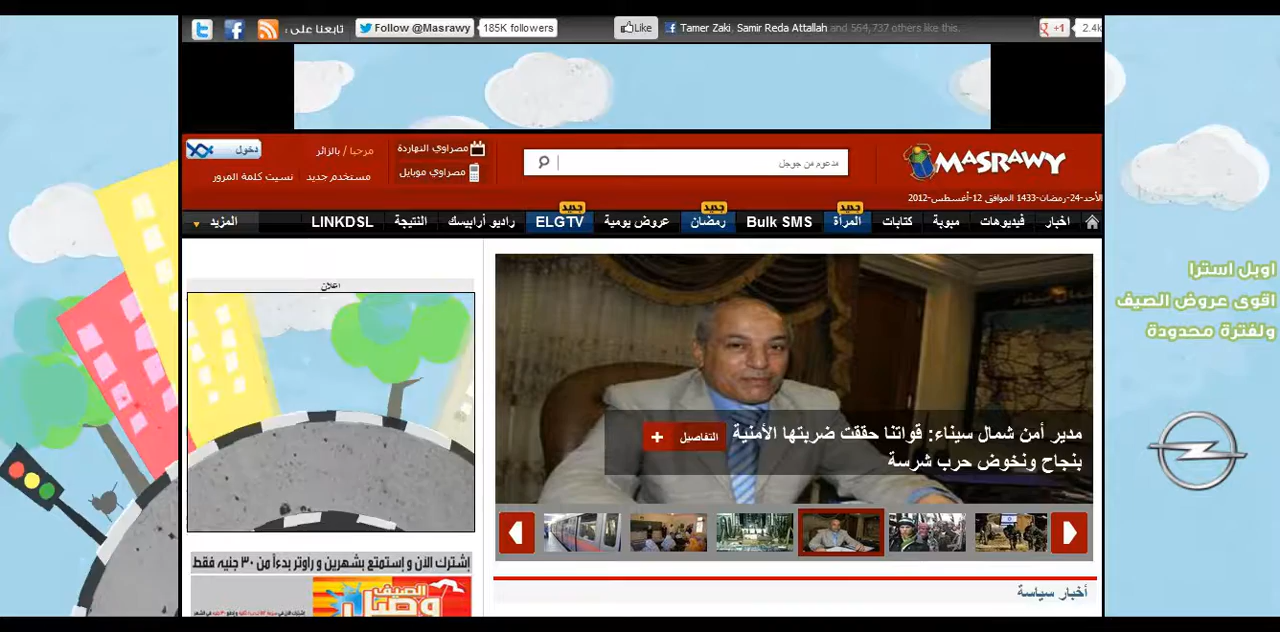 تابعنا على :
Follow @Masrawy
185K followers
Like
Tamer Zaki, Samir Reda Attallah and 564,737 others like this.
+1
2.4k
MASRAWY
مدعوم من جوجل
مصراوي النهاردة
مصراوي موبايل
مرحبا / بالزائر
دخول
مستخدم جديد
نسيت كلمة المرور
الأحد-24-رمضان-1433 الموافق 12-أغسطس-2012
جديد
جديد
جديد
اخبار
فيديوهات
مبوبة
كتابات
المرأة
Bulk SMS
رمضان
عروض يومية
ELGTV
راديو أرابيسك
النتيجة
LINKDSL
المزيد
اعلان
مدير أمن شمال سيناء: قواتنا حققت ضربتها الأمنية
بنجاح ونخوض حرب شرسة
التفاصيل +
اوبل استرا
اقوى عروض الصيف
ولفترة محدودة
إشترك الآن و إستمتع بشهرين و راوتر بدءاً من ٣٠ جنيه فقط
الصيف
وصل
أخبار سياسة